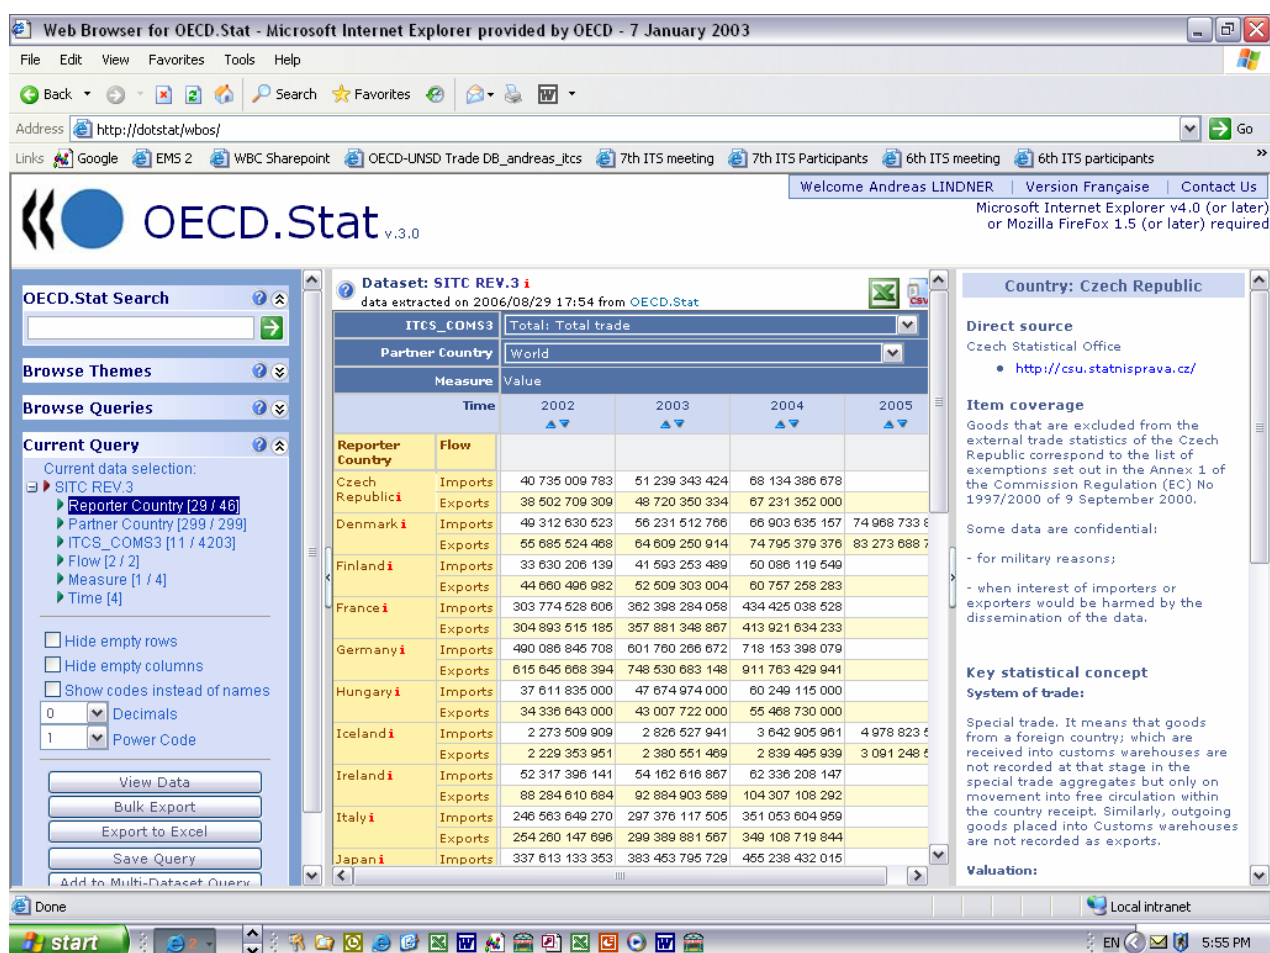 Web Browser for OECD.Stat - Microsoft Internet Explorer provided by OECD - 7 January 2003
File Edit View Favorites Tools Help
Back Search Favorites
Address http://dotstat/wbos/ Go
Links Google EMS 2 WBC Sharepoint OECD-UNSD Trade DB_andreas_itcs 7th ITS meeting 7th ITS Participants 6th ITS meeting 6th ITS participants »
Welcome Andreas LINDNER | Version Française | Contact Us
Microsoft Internet Explorer v4.0 (or later)
or Mozilla FireFox 1.5 (or later) required
OECD.Stat v.3.0
OECD.Stat Search
Browse Themes
Browse Queries
Current Query
Current data selection:
SITC REV.3
Reporter Country [29 / 46]
Partner Country [299 / 299]
ITCS_COMS3 [11 / 4203]
Flow [2 / 2]
Measure [1 / 4]
Time [4]
Hide empty rows
Hide empty columns
Show codes instead of names
0 Decimals
1 Power Code
View Data
Bulk Export
Export to Excel
Save Query
Add to Multi-Dataset Query
Dataset: SITC REV.3 i
data extracted on 2006/08/29 17:54 from OECD.Stat
ITCS_COMS3 Total: Total trade
Partner Country World
Measure Value
Time 2002 2003 2004 2005
Reporter Country Flow
Czech Republic i Imports 40 735 009 783 51 239 343 424 68 134 386 678
Exports 38 502 709 309 48 720 350 334 67 231 352 000
Denmark i Imports 49 312 630 523 56 231 512 766 66 903 635 157 74 968 733
Exports 55 685 524 468 64 609 250 914 74 795 379 376 83 273 688
Finland i Imports 33 630 206 139 41 593 253 489 50 086 119 549
Exports 44 660 496 982 52 509 303 004 60 757 258 283
France i Imports 303 774 528 606 362 398 284 058 434 425 038 528
Exports 304 893 515 185 357 881 348 867 413 921 634 233
Germany i Imports 490 086 845 708 601 760 266 672 718 153 398 079
Exports 615 645 668 394 748 530 683 148 911 763 429 941
Hungary i Imports 37 611 835 000 47 674 974 000 60 249 115 000
Exports 34 336 643 000 43 007 722 000 55 468 730 000
Iceland i Imports 2 273 509 909 2 826 527 941 3 642 905 961 4 978 823
Exports 2 229 353 951 2 380 551 469 2 839 495 939 3 091 248
Ireland i Imports 52 317 396 141 54 162 616 867 62 336 208 147
Exports 88 284 610 684 92 884 903 589 104 307 108 292
Italy i Imports 246 563 649 270 297 376 117 505 351 053 604 959
Exports 254 260 147 696 299 389 881 567 349 108 719 844
Japan i Imports 337 613 133 353 383 453 795 729 455 238 432 015
Country: Czech Republic
Direct source
Czech Statistical Office
• http://csu.statnisprava.cz/
Item coverage
Goods that are excluded from the
external trade statistics of the Czech
Republic correspond to the list of
exemptions set out in the Annex 1 of
the Commission Regulation (EC) No
1997/2000 of 9 September 2000.
Some data are confidential:
- for military reasons;
- when interest of importers or
exporters would be harmed by the
dissemination of the data.
Key statistical concept
System of trade:
Special trade. It means that goods
from a foreign country; which are
received into customs warehouses are
not recorded at that stage in the
special trade aggregates but only on
movement into free circulation within
the country receipt. Similarly, outgoing
goods placed into Customs warehouses
are not recorded as exports.
Valuation:
Done Local intranet
start EN 5:55 PM